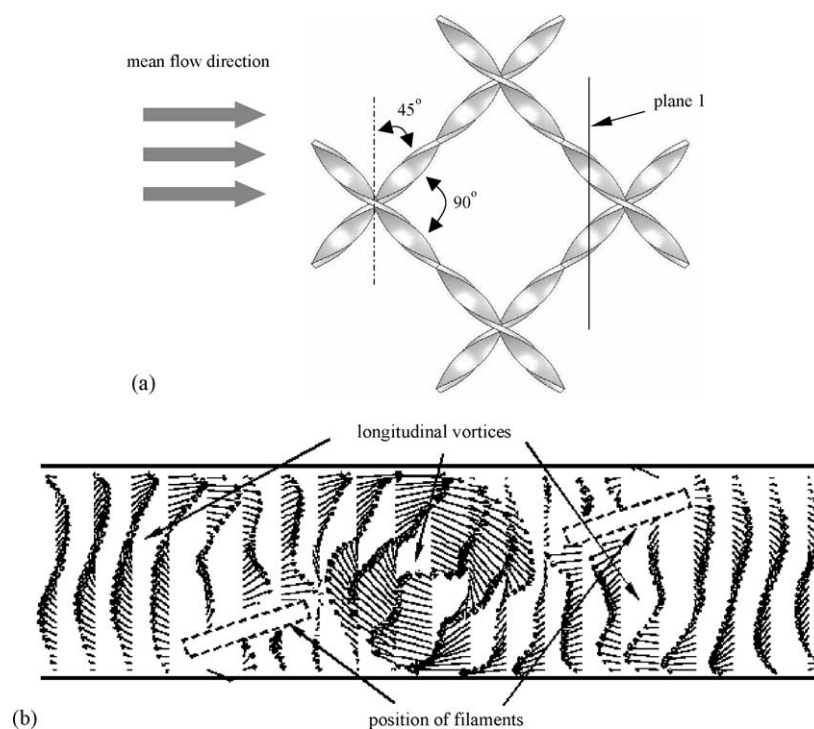 mean flow direction
45°
plane 1
90°
(a)
longitudinal vortices
(b)
position of filaments